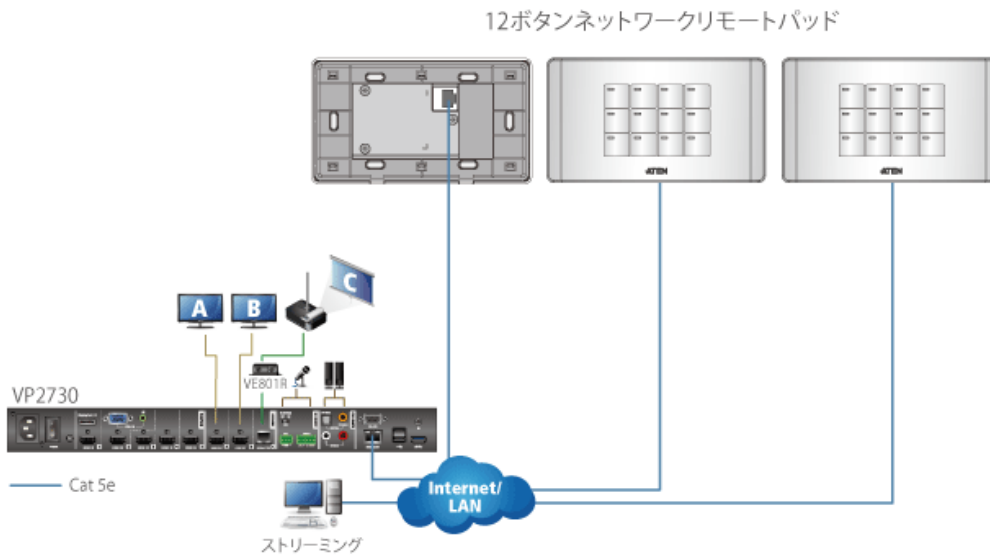 12ボタンネットワークリモートパッド
ATEN
ATEN
C
A
B
VE801R
VP2730
Cat 5e
Internet/
LAN
ストリーミング